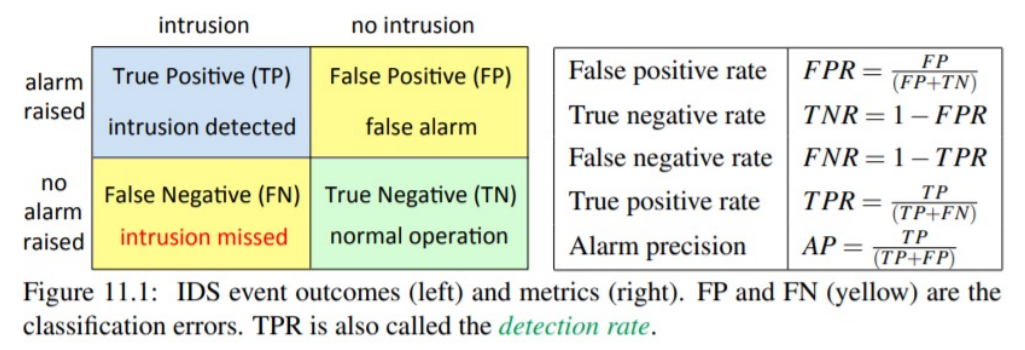 intrusion no intrusion
alarm raised
True Positive (TP)
intrusion detected
False Positive (FP)
false alarm
no alarm raised
False Negative (FN)
intrusion missed
True Negative (TN)
normal operation
False positive rate FPR = FP/(FP+TN)
True negative rate TNR = 1 − FPR
False negative rate FNR = 1 − TPR
True positive rate TPR = TP/(TP+FN)
Alarm precision AP = TP/(TP+FP)
Figure 11.1: IDS event outcomes (left) and metrics (right). FP and FN (yellow) are the
classification errors. TPR is also called the detection rate.